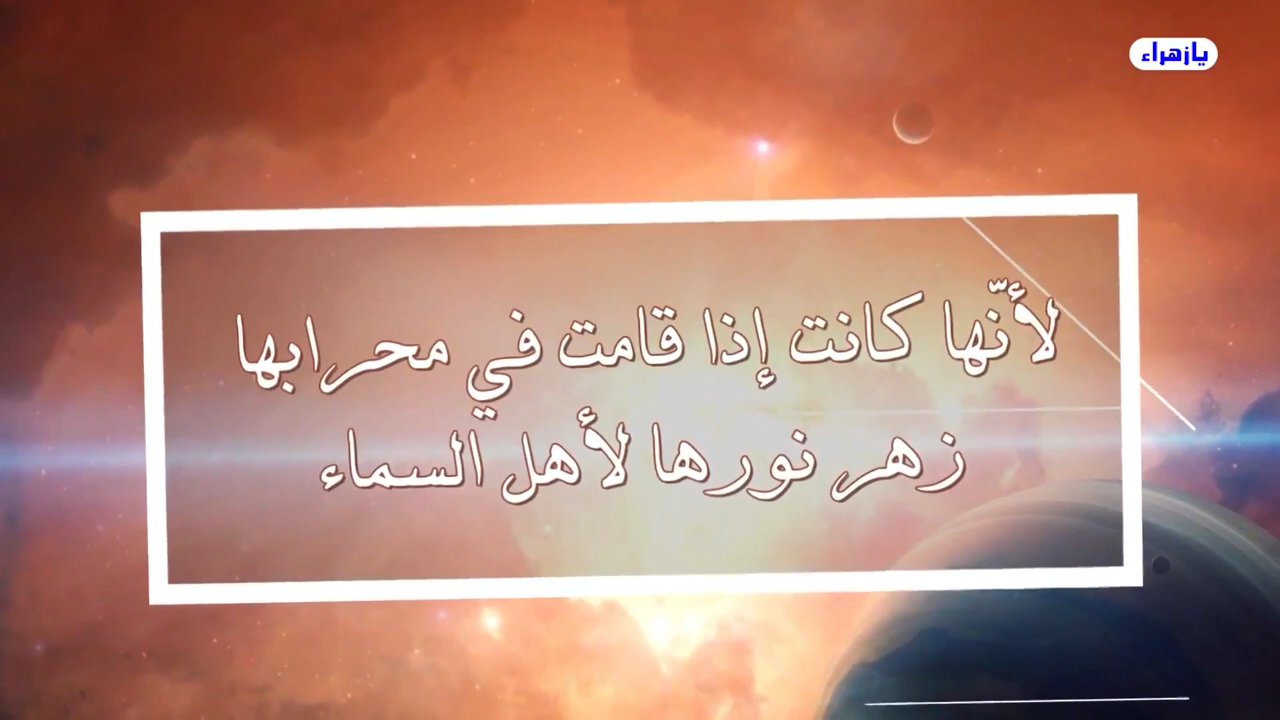 يازهراء
لأنّها كانت إذا قامت في محرابها
زهر نورها لأهل السماء